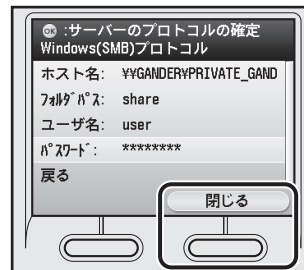 OK :サーバーのプロトコルの確定
Windows(SMB)プロトコル
ホスト名: ¥¥GANDER¥PRIVATE_GAND
ﾌｫﾙﾀﾞﾊﾟｽ: share
ユーザ名: user
ﾊﾟｽﾜｰﾄﾞ: ********
戻る
閉じる